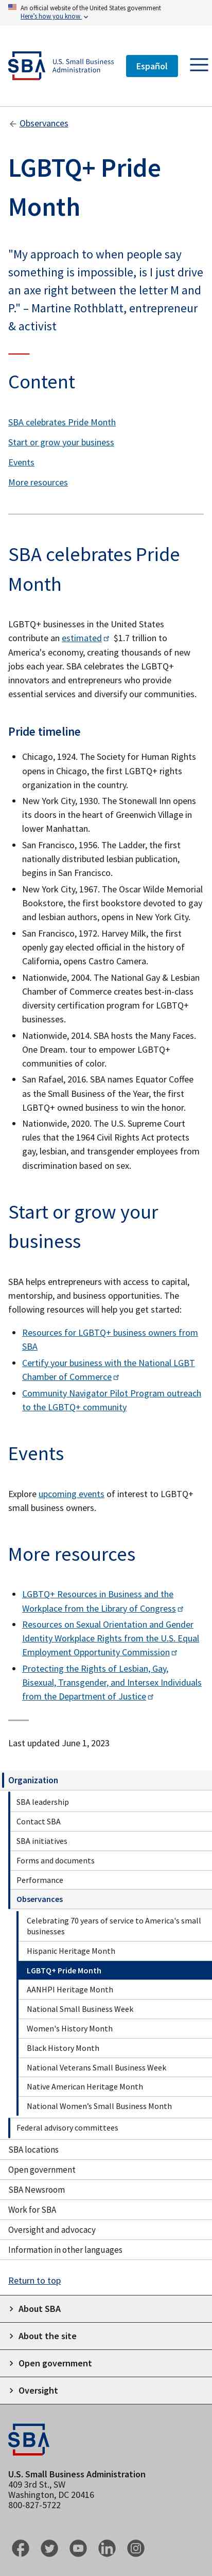 An official website of the United States government
Here's how you know
SBA
U.S. Small Business
Administration
Español
Observances
LGBTQ+ Pride
Month
"My approach to when people say
something is impossible, is I just drive
an axe right between the letter M and
P." – Martine Rothblatt, entrepreneur
& activist
Content
SBA celebrates Pride Month
Start or grow your business
Events
More resources
SBA celebrates Pride
Month
LGBTQ+ businesses in the United States
contribute an estimated $1.7 trillion to
America's economy, creating thousands of new
jobs each year. SBA celebrates the LGBTQ+
innovators and entrepreneurs who provide
essential services and diversify our communities.
Pride timeline
Chicago, 1924. The Society for Human Rights
opens in Chicago, the first LGBTQ+ rights
organization in the country.
New York City, 1930. The Stonewall Inn opens
its doors in the heart of Greenwich Village in
lower Manhattan.
San Francisco, 1956. The Ladder, the first
nationally distributed lesbian publication,
begins in San Francisco.
New York City, 1967. The Oscar Wilde Memorial
Bookstore, the first bookstore devoted to gay
and lesbian authors, opens in New York City.
San Francisco, 1972. Harvey Milk, the first
openly gay elected official in the history of
California, opens Castro Camera.
Nationwide, 2004. The National Gay & Lesbian
Chamber of Commerce creates best-in-class
diversity certification program for LGBTQ+
businesses.
Nationwide, 2014. SBA hosts the Many Faces.
One Dream. tour to empower LGBTQ+
communities of color.
San Rafael, 2016. SBA names Equator Coffee
as the Small Business of the Year, the first
LGBTQ+ owned business to win the honor.
Nationwide, 2020. The U.S. Supreme Court
rules that the 1964 Civil Rights Act protects
gay, lesbian, and transgender employees from
discrimination based on sex.
Start or grow your
business
SBA helps entrepreneurs with access to capital,
mentorship, and business opportunities. The
following resources will help you get started:
Resources for LGBTQ+ business owners from
SBA
Certify your business with the National LGBT
Chamber of Commerce
Community Navigator Pilot Program outreach
to the LGBTQ+ community
Events
Explore upcoming events of interest to LGBTQ+
small business owners.
More resources
LGBTQ+ Resources in Business and the
Workplace from the Library of Congress
Resources on Sexual Orientation and Gender
Identity Workplace Rights from the U.S. Equal
Employment Opportunity Commission
Protecting the Rights of Lesbian, Gay,
Bisexual, Transgender, and Intersex Individuals
from the Department of Justice
Last updated June 1, 2023
Organization
SBA leadership
Contact SBA
SBA initiatives
Forms and documents
Performance
Observances
Celebrating 70 years of service to America's small
businesses
Hispanic Heritage Month
LGBTQ+ Pride Month
AANHPI Heritage Month
National Small Business Week
Women's History Month
Black History Month
National Veterans Small Business Week
Native American Heritage Month
National Women's Small Business Month
Federal advisory committees
SBA locations
Open government
SBA Newsroom
Work for SBA
Oversight and advocacy
Information in other languages
Return to top
About SBA
About the site
Open government
Oversight
SBA
U.S. Small Business Administration
409 3rd St., SW
Washington, DC 20416
800-827-5722